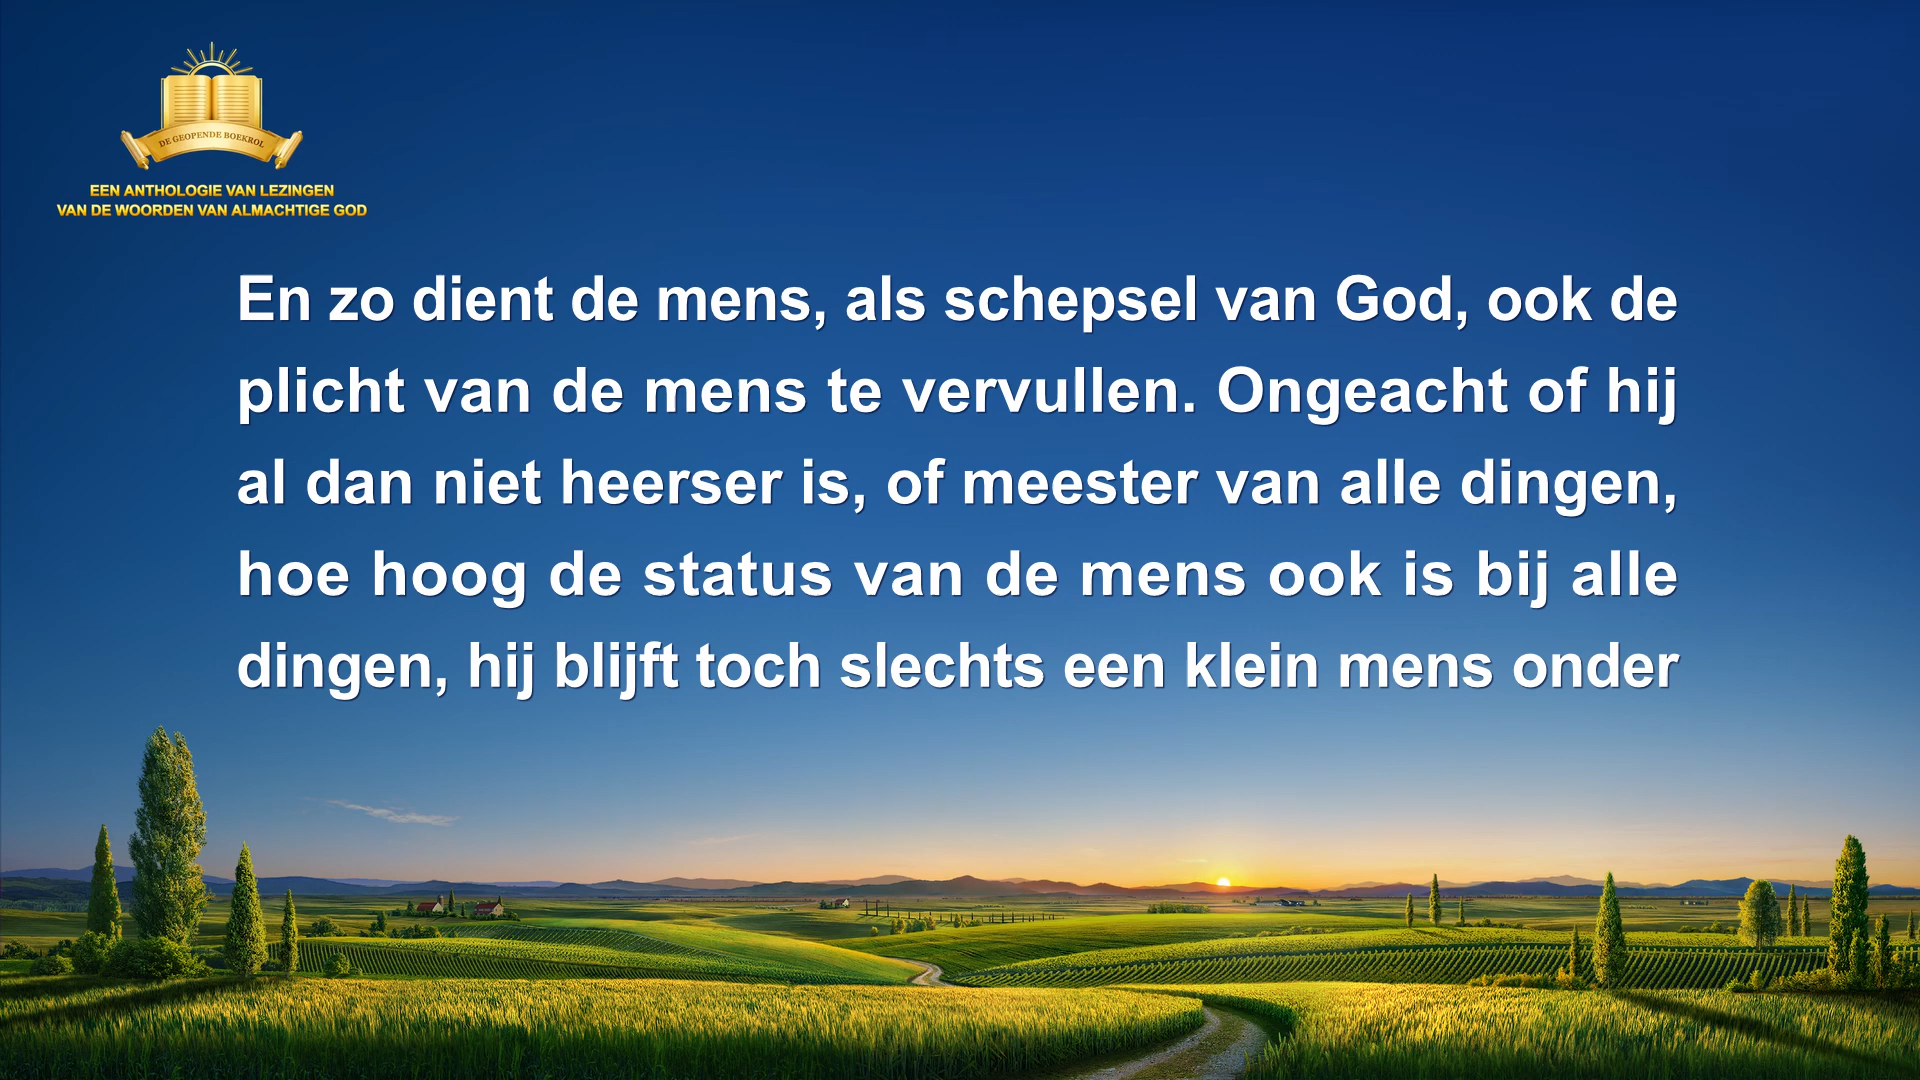 DE GEOPENDE BOEKROL
EEN ANTHOLOGIE VAN LEZINGEN
VAN DE WOORDEN VAN ALMACHTIGE GOD
En zo dient de mens, als schepsel van God, ook de
plicht van de mens te vervullen. Ongeacht of hij
al dan niet heerser is, of meester van alle dingen,
hoe hoog de status van de mens ook is bij alle
dingen, hij blijft toch slechts een klein mens onder